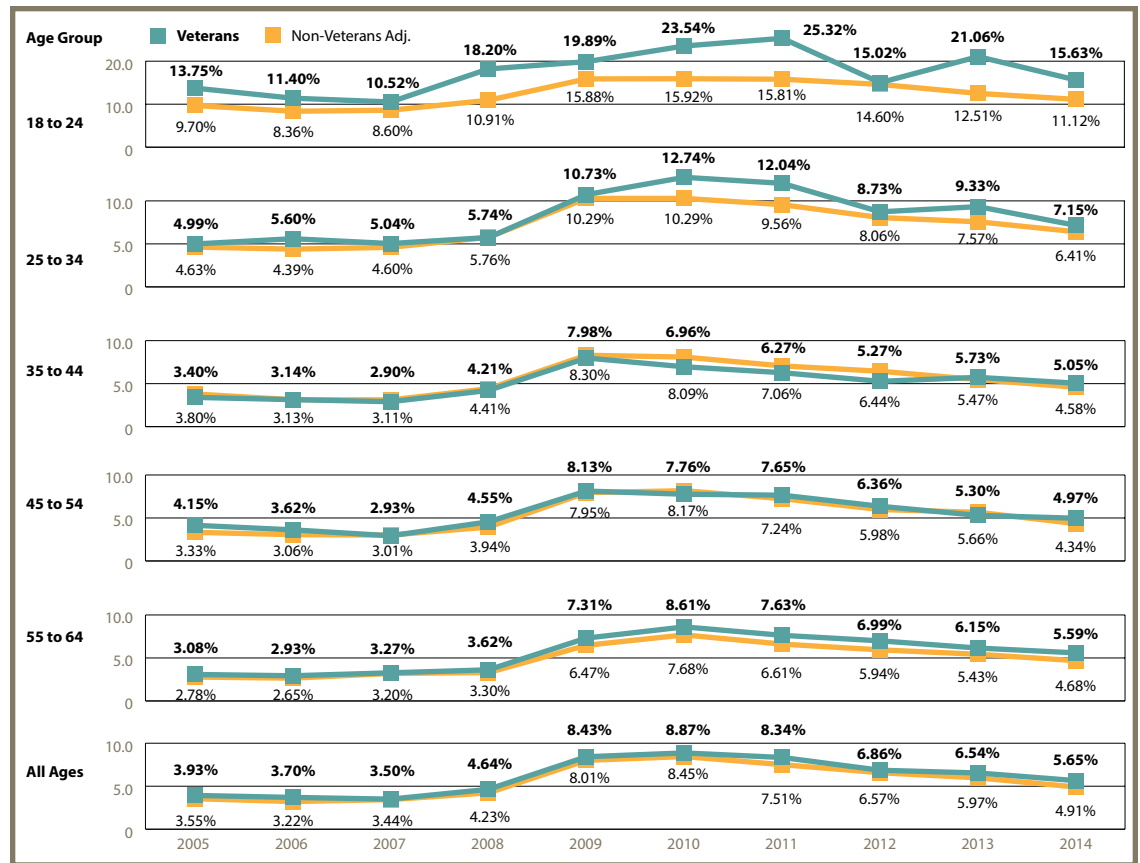 Age Group Veterans Non-Veterans Adj.
23.54% 25.32%
18.20% 19.89% 21.06%
20.0 13.75% 11.40% 10.52% 15.02% 15.63%
10.0
18 to 24
9.70% 8.36% 8.60% 10.91% 15.88% 15.92% 15.81% 14.60% 12.51% 11.12%
0
10.73% 12.74% 12.04%
10.0 4.99% 5.60% 5.04% 5.74% 8.73% 9.33% 7.15%
5.0
25 to 34
4.63% 4.39% 4.60% 5.76% 10.29% 10.29% 9.56% 8.06% 7.57% 6.41%
0
7.98% 6.96%
10.0 6.27% 5.27% 5.73%
35 to 44 3.40% 3.14% 2.90% 4.21% 5.05%
5.0
3.80% 3.13% 3.11% 4.41% 8.30% 8.09% 7.06% 6.44% 5.47% 4.58%
0
8.13% 7.76% 7.65%
10.0 6.36% 5.30% 4.97%
45 to 54 4.15% 3.62% 2.93% 4.55%
5.0
3.33% 3.06% 3.01% 3.94% 7.95% 8.17% 7.24% 5.98% 5.66% 4.34%
0
7.31% 8.61% 7.63%
10.0 6.99% 6.15% 5.59%
55 to 64 3.08% 2.93% 3.27% 3.62%
5.0
2.78% 2.65% 3.20% 3.30% 6.47% 7.68% 6.61% 5.94% 5.43% 4.68%
0
8.43% 8.87% 8.34%
10.0 6.86% 6.54% 5.65%
All Ages 3.93% 3.70% 3.50% 4.64%
5.0
3.55% 3.22% 3.44% 4.23% 8.01% 8.45% 7.51% 6.57% 5.97% 4.91%
0
2005 2006 2007 2008 2009 2010 2011 2012 2013 2014